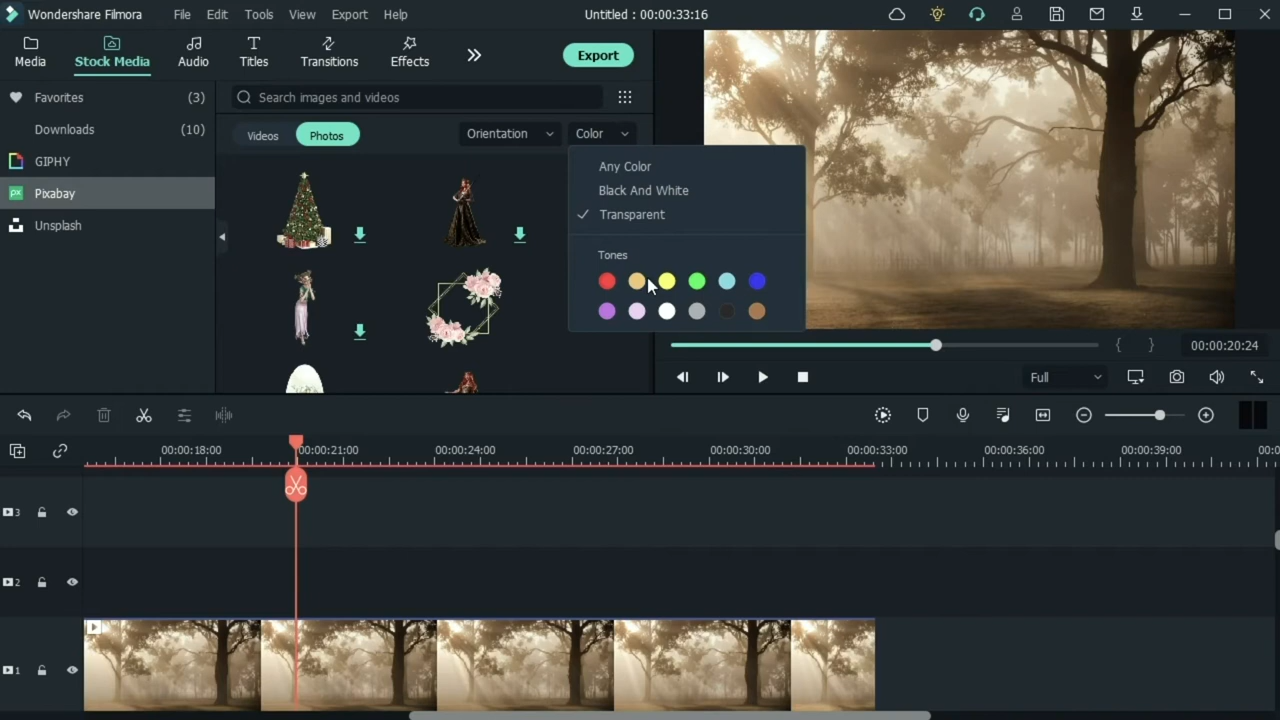 Wondershare Filmora File Edit Tools View Export Help Untitled : 00:00:33:16
Media Stock Media Audio Titles Transitions Effects Export
Favorites (3)
Search images and videos
Downloads (10)
Videos Photos Orientation Color
GIPHY
Any Color
Pixabay
px
Black And White
Transparent
Unsplash
Tones
00:00:20:24
Full
00:00:18:00 00:00:21:00 00:00:24:00 00:00:27:00 00:00:30:00 00:00:33:00 00:00:36:00 00:00:39:00 00:0
3
2
1